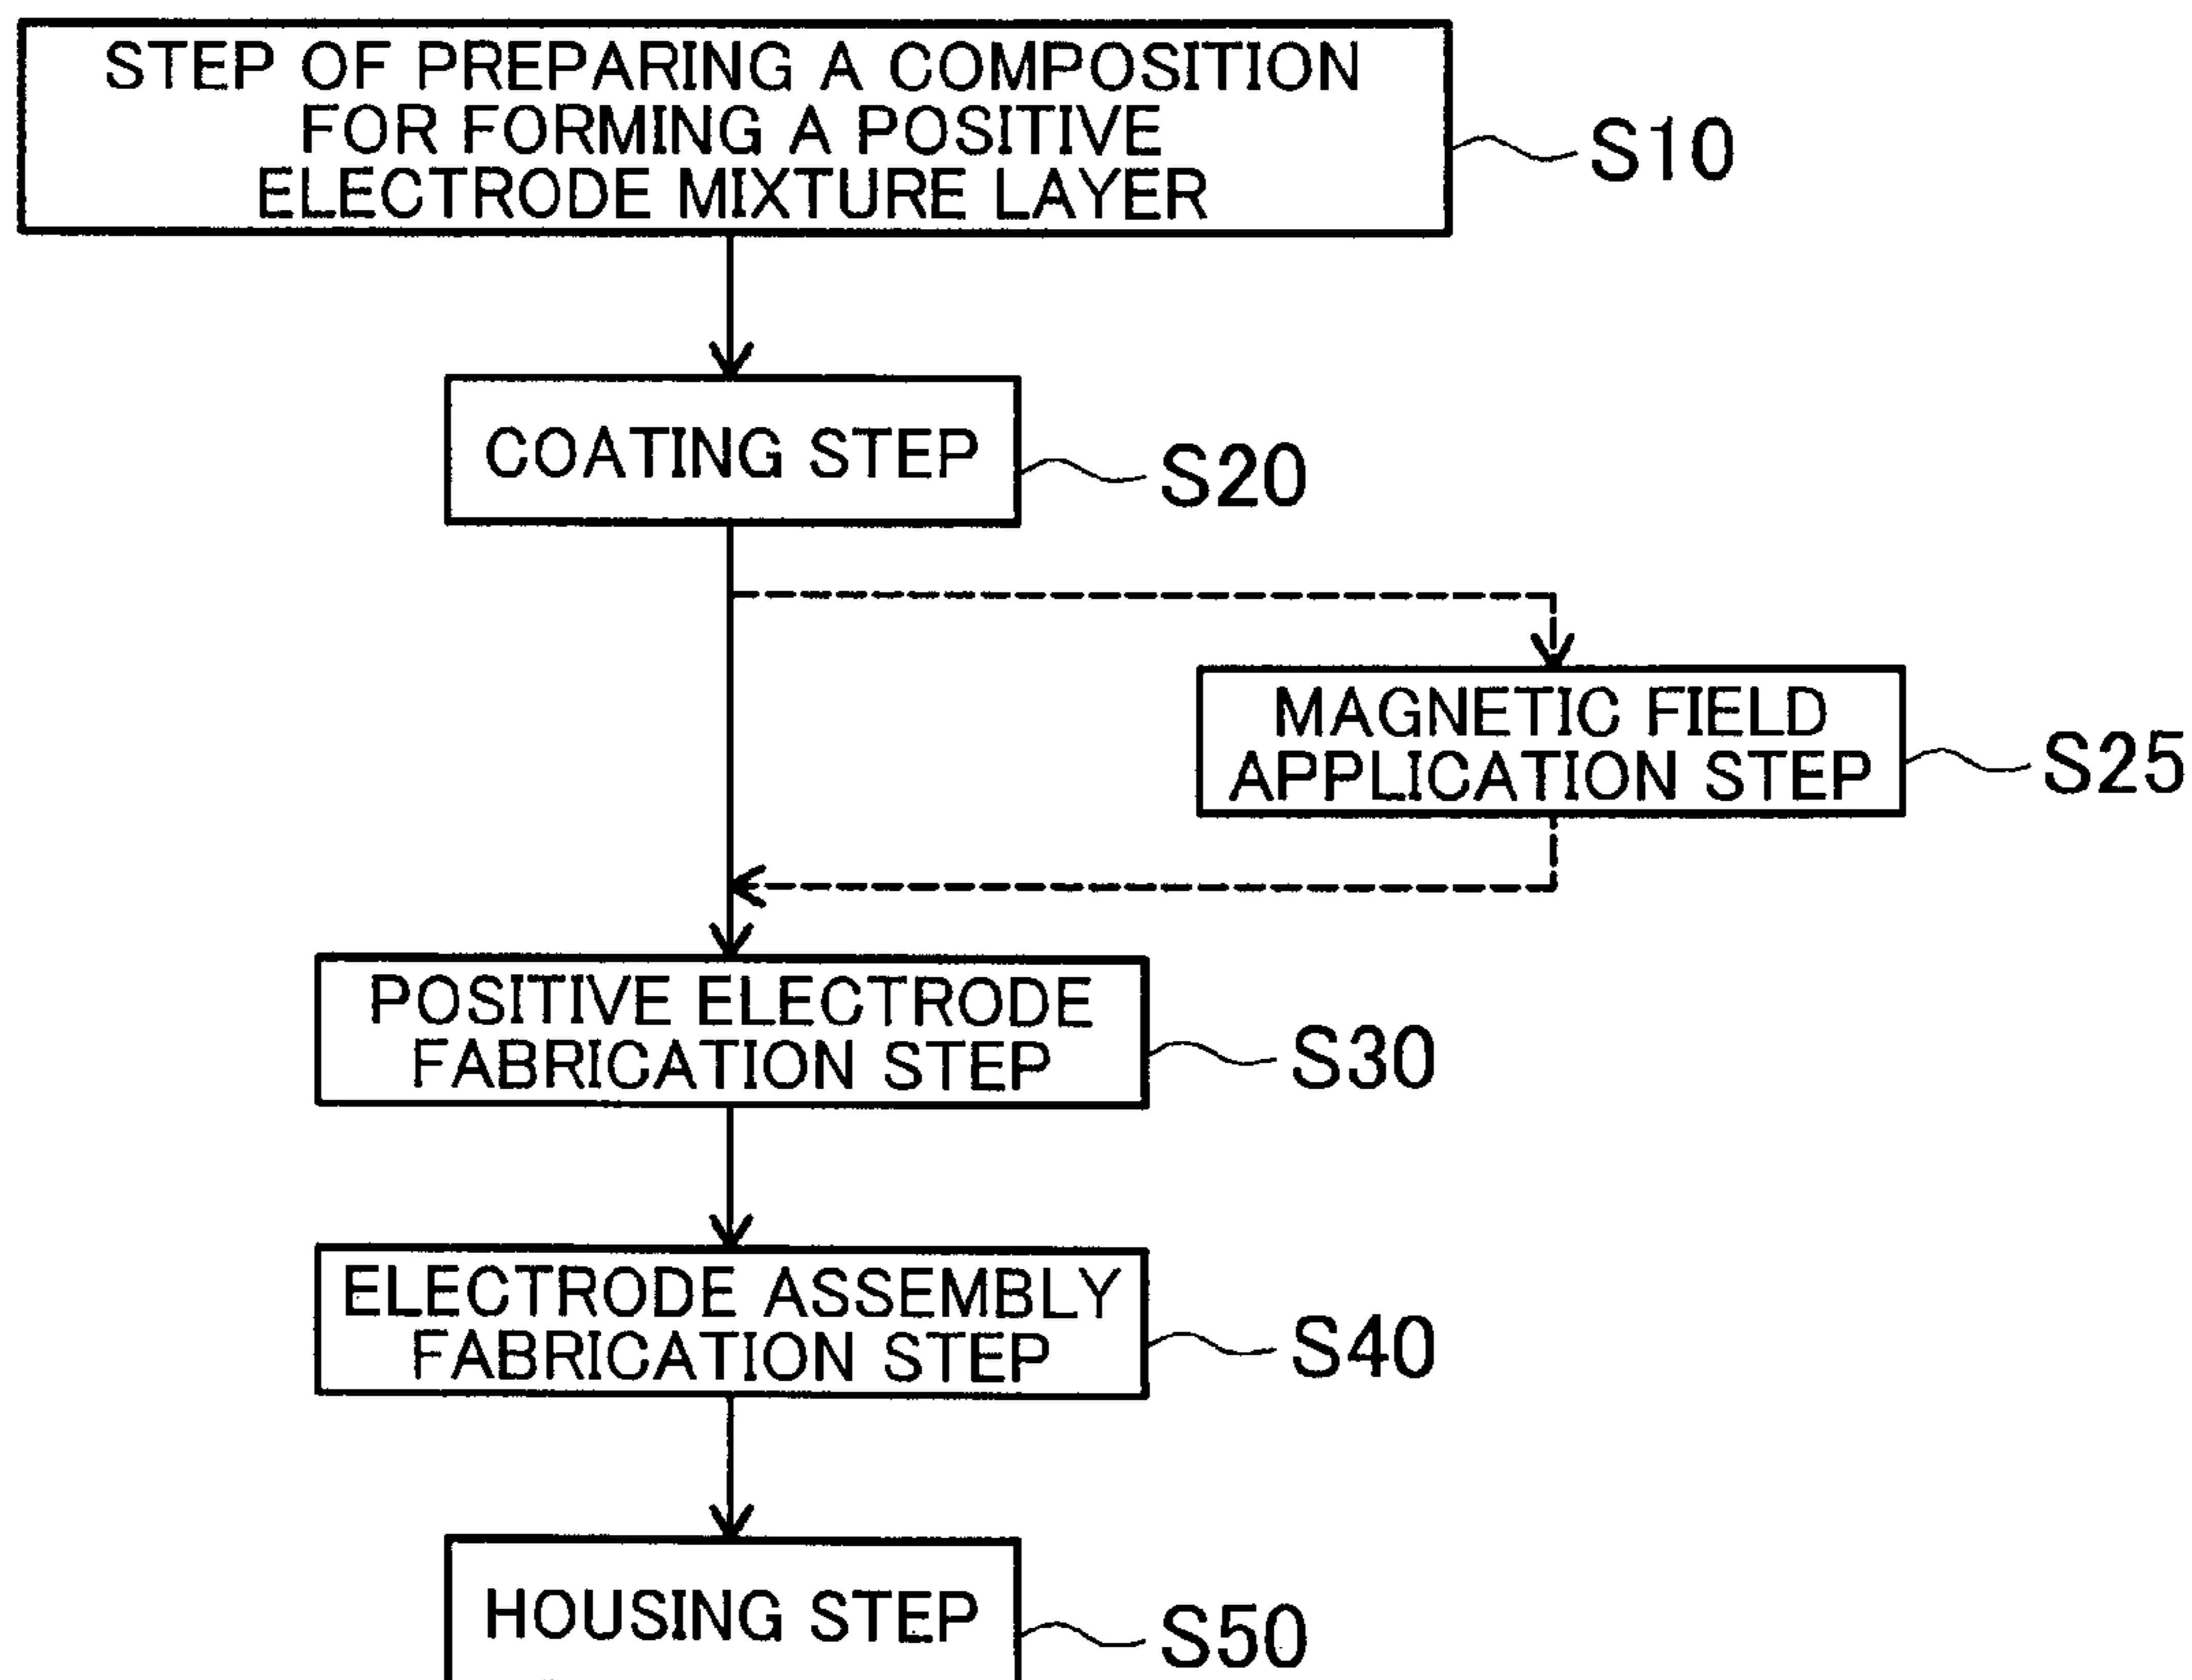 STEP OF PREPARING A COMPOSITION
FOR FORMING A POSITIVE
ELECTRODE MIXTURE LAYER
S10
COATING STEP
S20
MAGNETIC FIELD
APPLICATION STEP
S25
POSITIVE ELECTRODE
FABRICATION STEP
S30
ELECTRODE ASSEMBLY
FABRICATION STEP
S40
HOUSING STEP
S50